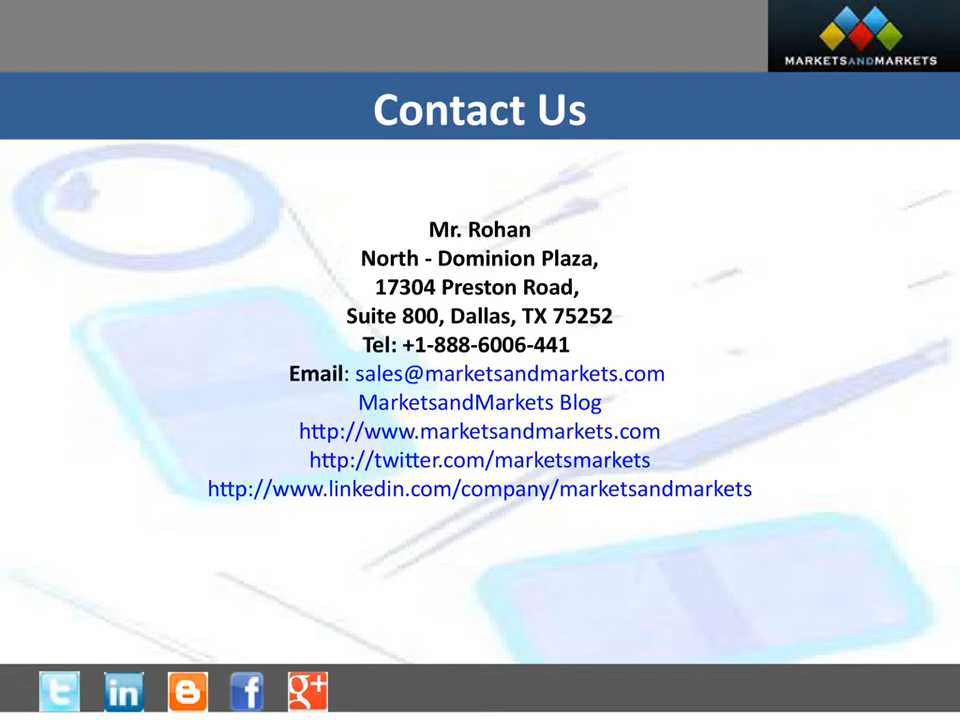 MARKETSANDMARKETS
Contact Us
Mr. Rohan
North - Dominion Plaza,
17304 Preston Road,
Suite 800, Dallas, TX 75252
Tel: +1-888-6006-441
Email: sales@marketsandmarkets.com
MarketsandMarkets Blog
http://www.marketsandmarkets.com
http://twitter.com/marketsmarkets
http://www.linkedin.com/company/marketsandmarkets
t in B f g+